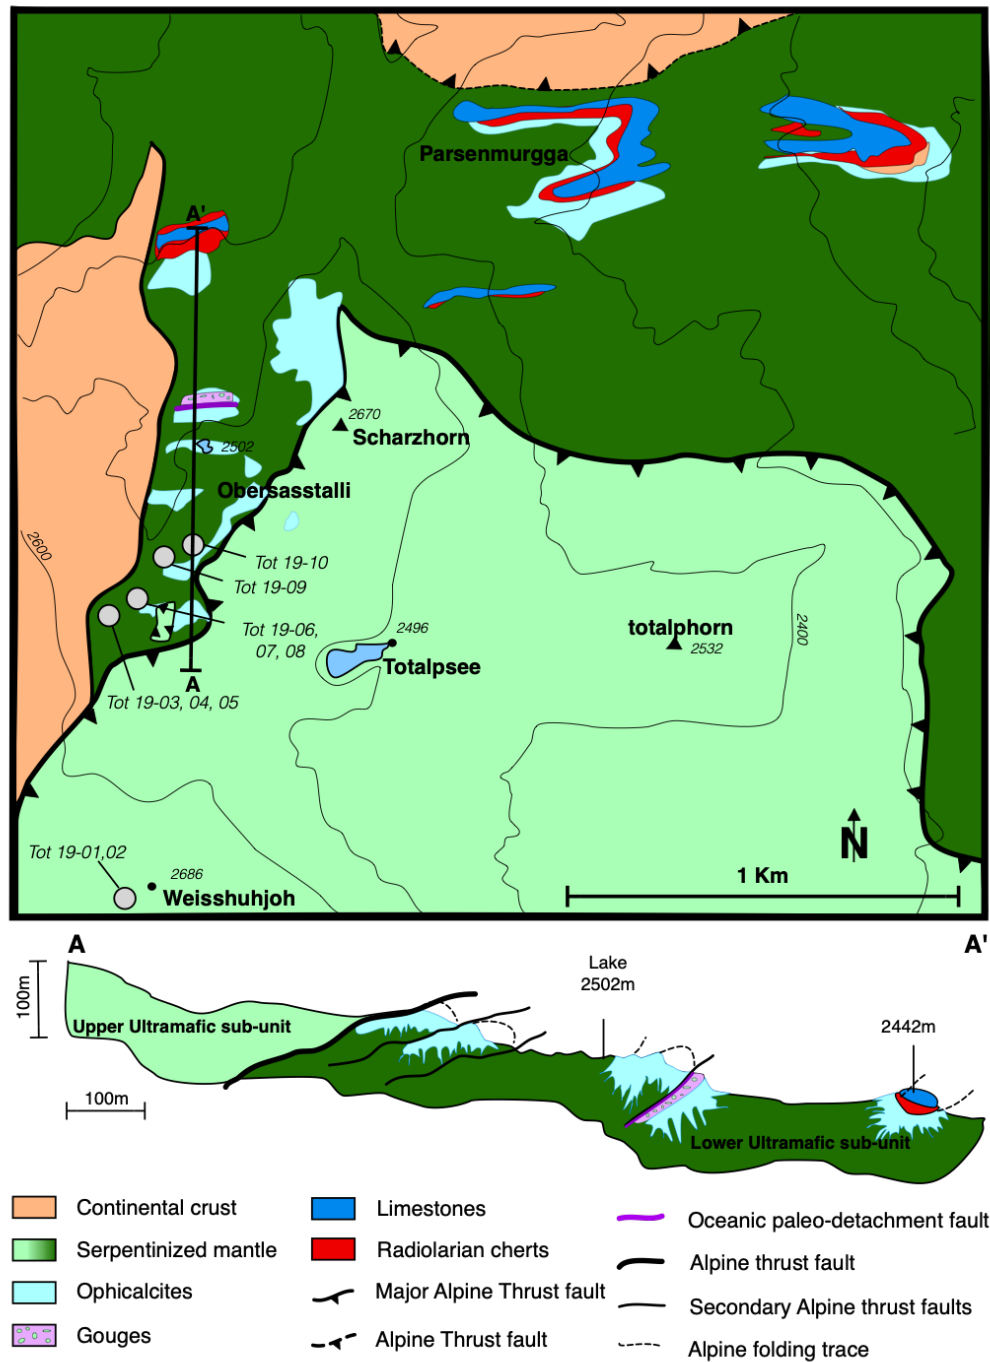 Parsenmurgga
A'
2670
Scharzhorn
2502
Obersasstalli
2600
Tot 19-10
Tot 19-09
Tot 19-06,
07, 08
2496
Totalpsee
totalphorn
2532
2400
A
Tot 19-03, 04, 05
N
Tot 19-01,02
2686
Weisshuhjoh
1 Km
A
A'
Lake
2502m
100m
Upper Ultramafic sub-unit
2442m
100m
Lower Ultramafic sub-unit
Continental crust
Limestones
Oceanic paleo-detachment fault
Serpentinized mantle
Radiolarian cherts
Alpine thrust fault
Ophicalcites
Major Alpine Thrust fault
Secondary Alpine thrust faults
Gouges
Alpine Thrust fault
Alpine folding trace